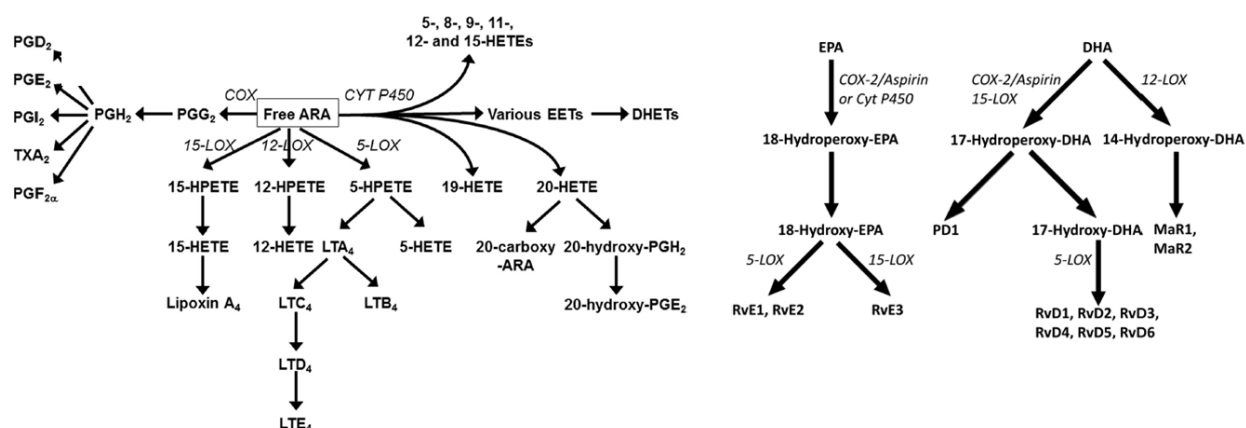 5-, 8-, 9-, 11-,
12- and 15-HETEs
PGD2
PGE2
PGI2
TXA2
PGF2α
PGH2
PGG2
COX
Free ARA
CYT P450
Various EETs
DHETs
15-LOX
12-LOX
5-LOX
15-HPETE
12-HPETE
5-HPETE
19-HETE
20-HETE
15-HETE
12-HETE
LTA4
5-HETE
20-carboxy
-ARA
20-hydroxy-PGH2
Lipoxin A4
LTC4
LTB4
20-hydroxy-PGE2
LTD4
LTE4
EPA
COX-2/Aspirin
or Cyt P450
18-Hydroperoxy-EPA
18-Hydroxy-EPA
5-LOX
15-LOX
RvE1, RvE2
RvE3
DHA
COX-2/Aspirin
15-LOX
12-LOX
17-Hydroperoxy-DHA
14-Hydroperoxy-DHA
PD1
17-Hydroxy-DHA
MaR1,
MaR2
5-LOX
RvD1, RvD2, RvD3,
RvD4, RvD5, RvD6